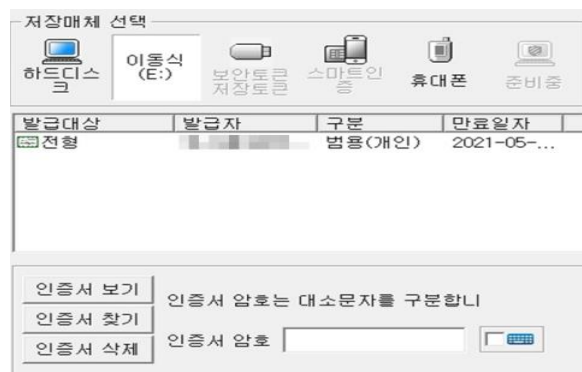 저장매체 선택
하드디스크
이동식 (E:)
보안토큰 저장토큰
스마트인증
휴대폰
준비중
발급대상 발급자 구분 만료일자
전형 범용(개인) 2021-05-...
인증서 보기
인증서 찾기
인증서 삭제
인증서 암호는 대소문자를 구분합니
인증서 암호